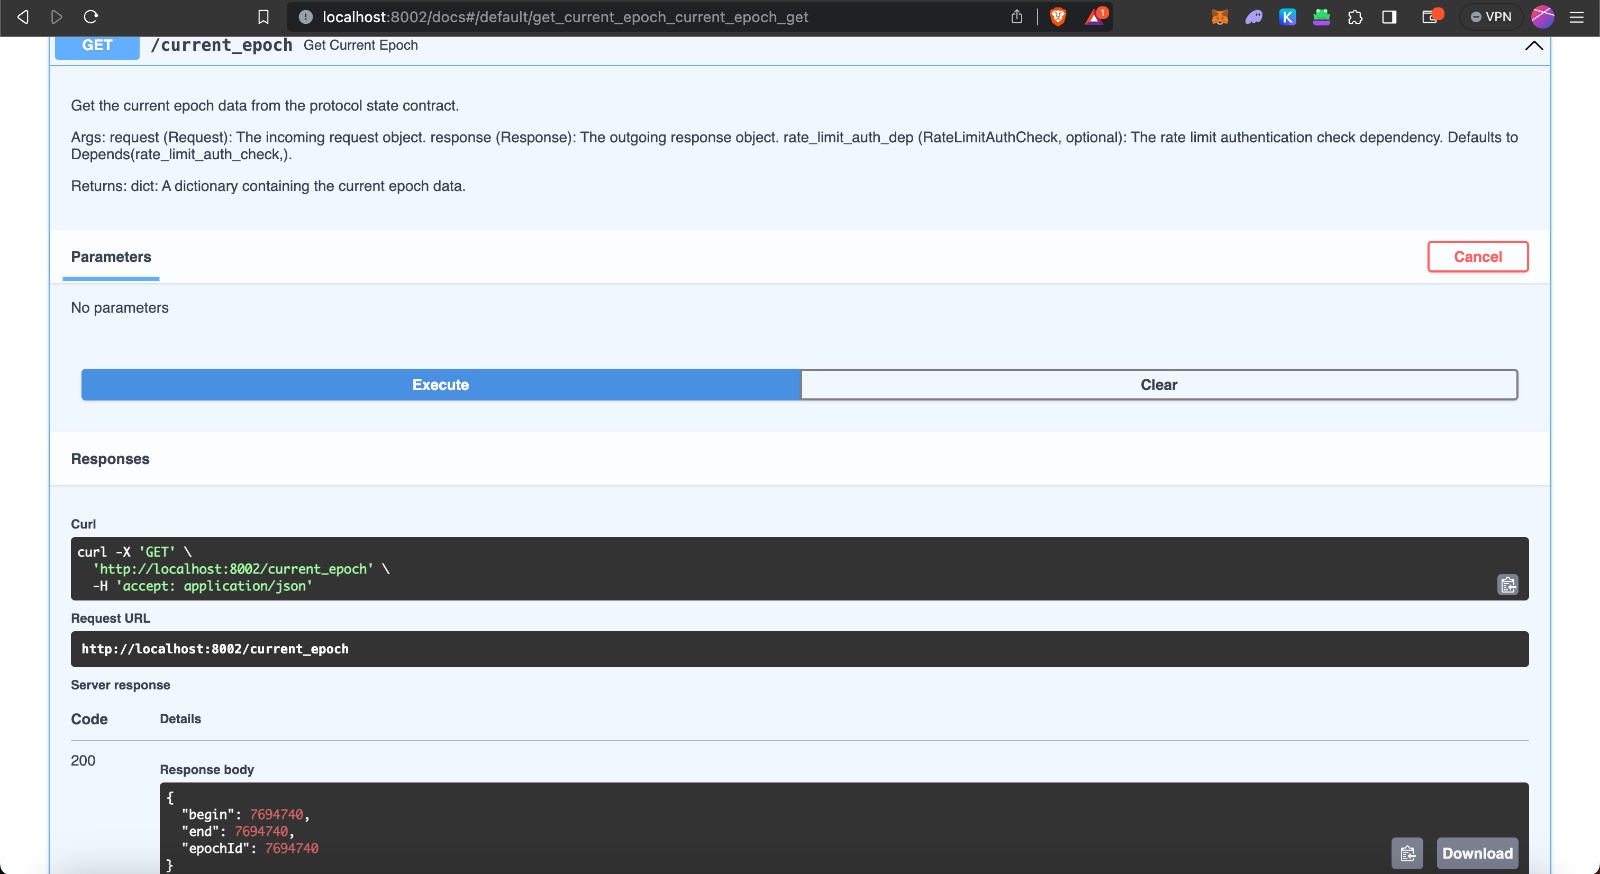 localhost:8002/docs#/default/get_current_epoch_current_epoch_get
1
K
VPN
GET /current_epoch Get Current Epoch
Get the current epoch data from the protocol state contract.
Args: request (Request): The incoming request object. response (Response): The outgoing response object. rate_limit_auth_dep (RateLimitAuthCheck, optional): The rate limit authentication check dependency. Defaults to
Depends(rate_limit_auth_check,).
Returns: dict: A dictionary containing the current epoch data.
Parameters
Cancel
No parameters
Execute
Clear
Responses
Curl
curl -X 'GET' \
  'http://localhost:8002/current_epoch' \
  -H 'accept: application/json'
Request URL
http://localhost:8002/current_epoch
Server response
Code Details
200
Response body
{
  "begin": 7694740,
  "end": 7694740,
  "epochId": 7694740
}
Download